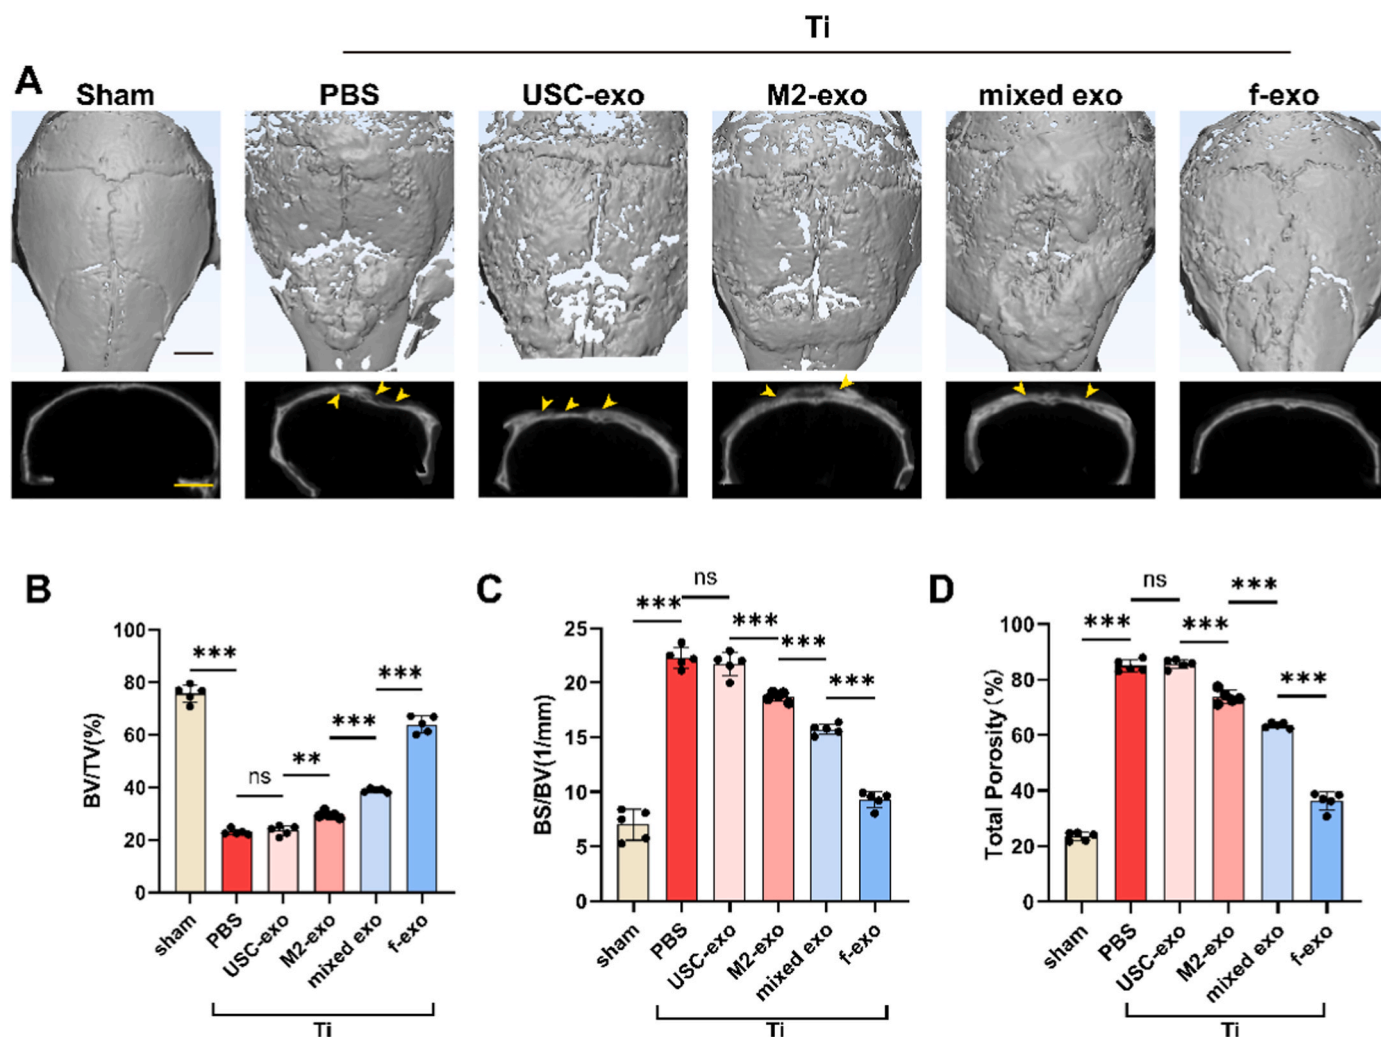 Ti
A
Sham PBS USC-exo M2-exo mixed exo f-exo
B
BV/TV(%)
100
80
60
40
20
0
***
ns
**
***
***
sham PBS USC-exo M2-exo mixed exo f-exo
Ti
C
BS/BV(1/mm)
25
20
15
10
5
0
***
ns
***
***
***
sham PBS USC-exo M2-exo mixed exo f-exo
Ti
D
Total Porosity(%)
100
80
60
40
20
0
***
ns
***
***
***
sham PBS USC-exo M2-exo mixed exo f-exo
Ti